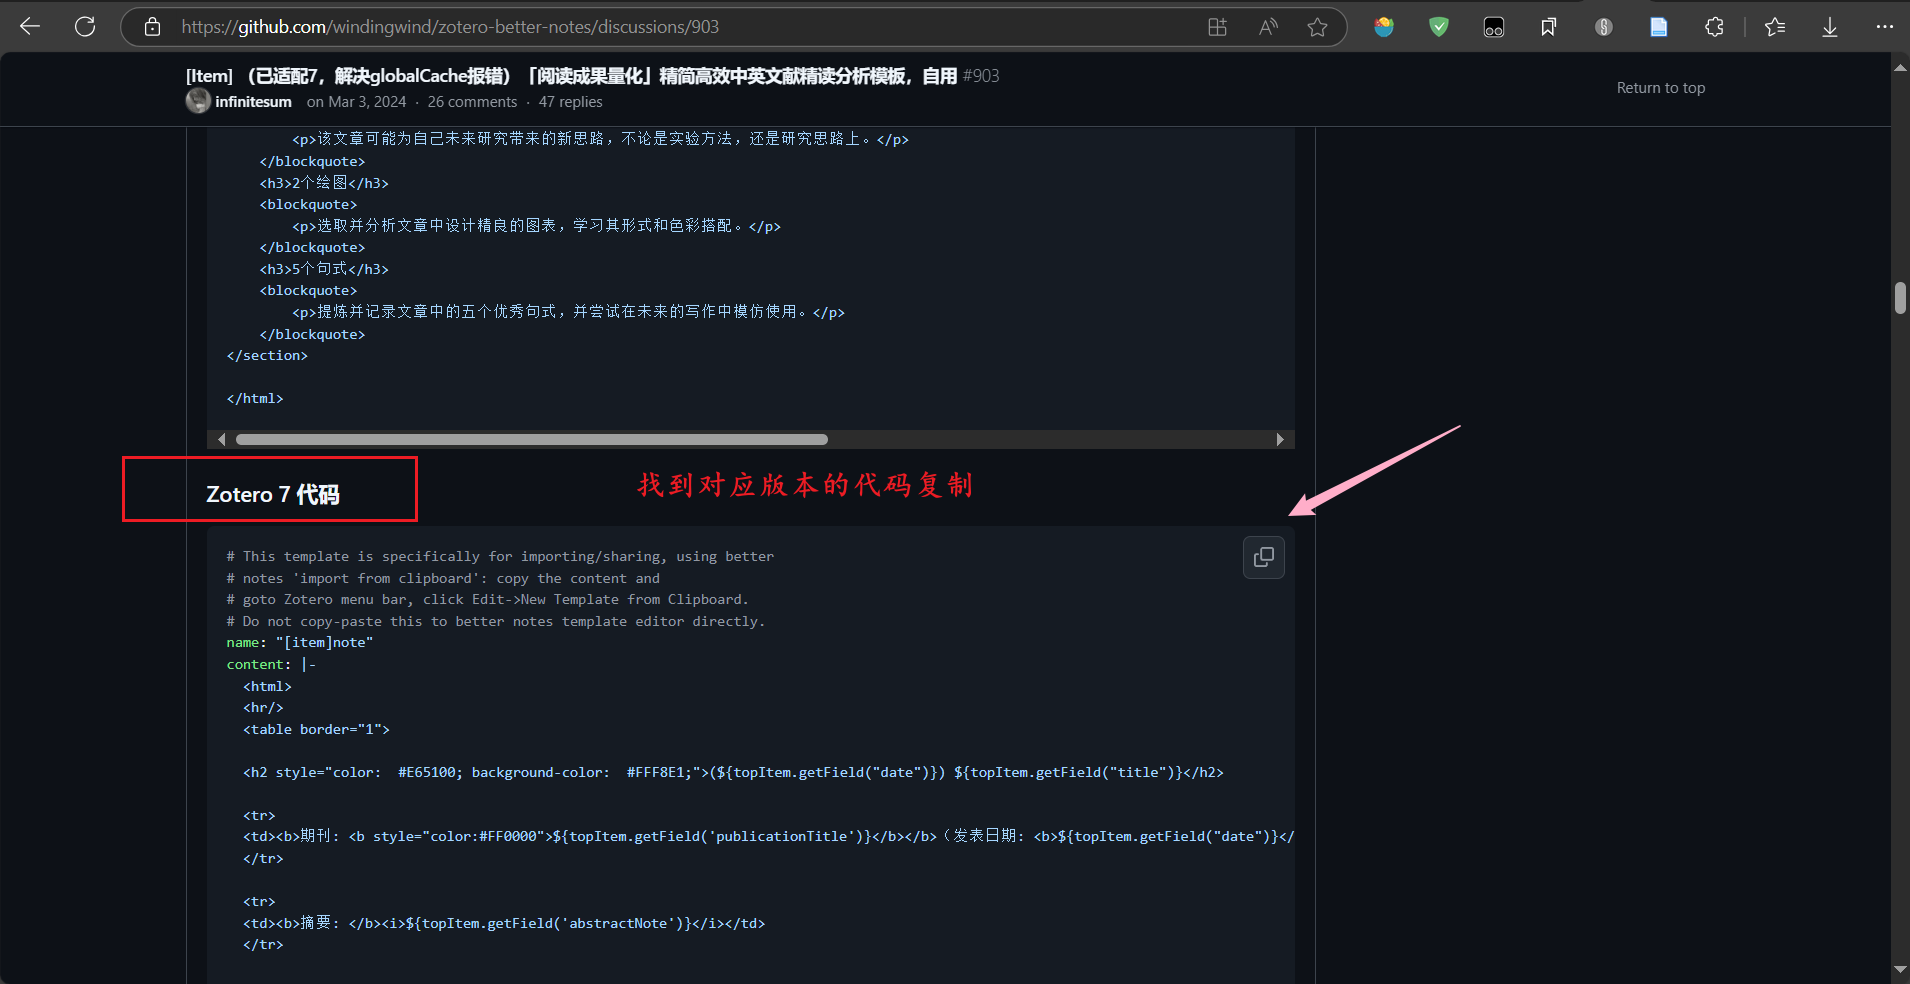 https://github.com/windingwind/zotero-better-notes/discussions/903
[Item] （已适配7，解决globalCache报错）「阅读成果量化」精简高效中英文献精读分析模板，自用 #903
infinitesum on Mar 3, 2024 · 26 comments · 47 replies
Return to top
<p>该文章可能为自己未来研究带来的新思路，不论是实验方法，还是研究思路上。</p>
</blockquote>
<h3>2个绘图</h3>
<blockquote>
<p>选取并分析文章中设计精良的图表，学习其形式和色彩搭配。</p>
</blockquote>
<h3>5个句式</h3>
<blockquote>
<p>提炼并记录文章中的五个优秀句式，并尝试在未来的写作中模仿使用。</p>
</blockquote>
</section>
</html>
Zotero 7 代码
找到对应版本的代码复制
# This template is specifically for importing/sharing, using better
# notes 'import from clipboard': copy the content and
# goto Zotero menu bar, click Edit->New Template from Clipboard.
# Do not copy-paste this to better notes template editor directly.
name: "[item]note"
content: |-
<html>
<hr/>
<table border="1">
<h2 style="color:  #E65100; background-color:  #FFF8E1;">(${topItem.getField("date")}) ${topItem.getField("title")}</h2>
<tr>
<td><b>期刊: <b style="color:#FF0000">${topItem.getField('publicationTitle')}</b></b>（发表日期: <b>${topItem.getField("date")}</
</tr>
<tr>
<td><b>摘要: </b><i>${topItem.getField('abstractNote')}</i></td>
</tr>